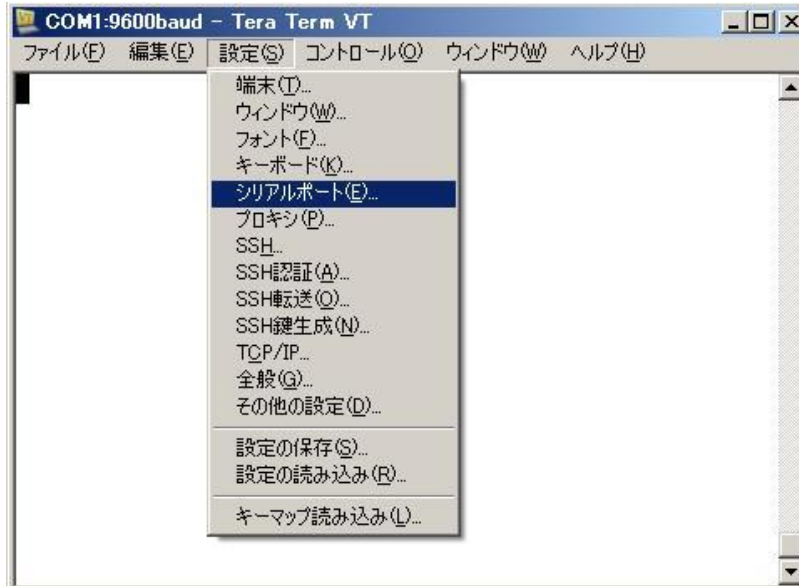 COM1:9600baud - Tera Term VT
ファイル(F) 編集(E) 設定(S) コントロール(O) ウィンドウ(W) ヘルプ(H)
端末(T)...
ウィンドウ(W)...
フォント(F)...
キーボード(K)...
シリアルポート(E)...
プロキシ(P)...
SSH...
SSH認証(A)...
SSH転送(O)...
SSH鍵生成(N)...
TCP/IP...
全般(G)...
その他の設定(D)...
設定の保存(S)...
設定の読み込み(R)...
キーマップ読み込み(L)...